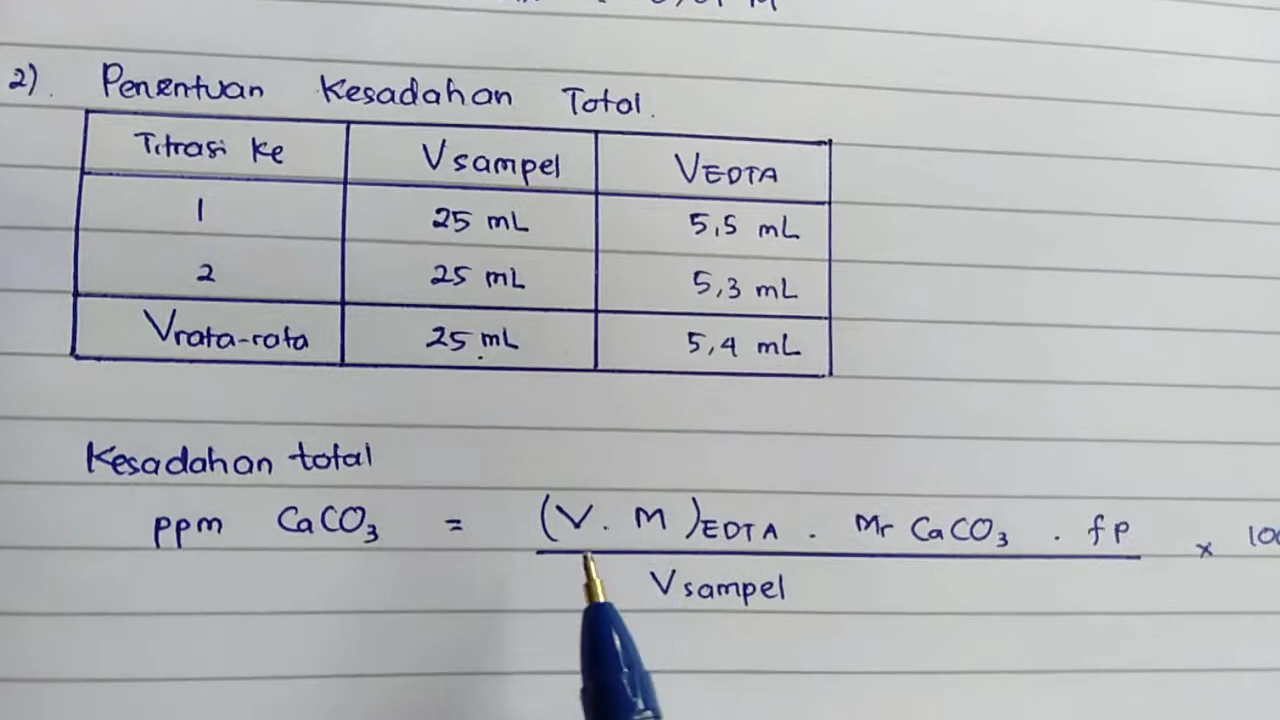 2). Penentuan Kesadahan Total.
Titrasi ke Vsampel VEDTA
1 25 mL 5,5 mL
2 25 mL 5,3 mL
Vrata-rata 25 mL 5,4 mL
Kesadahan total
ppm CaCO3 = (V. M)EDTA . Mr CaCO3 . fp x
Vsampel